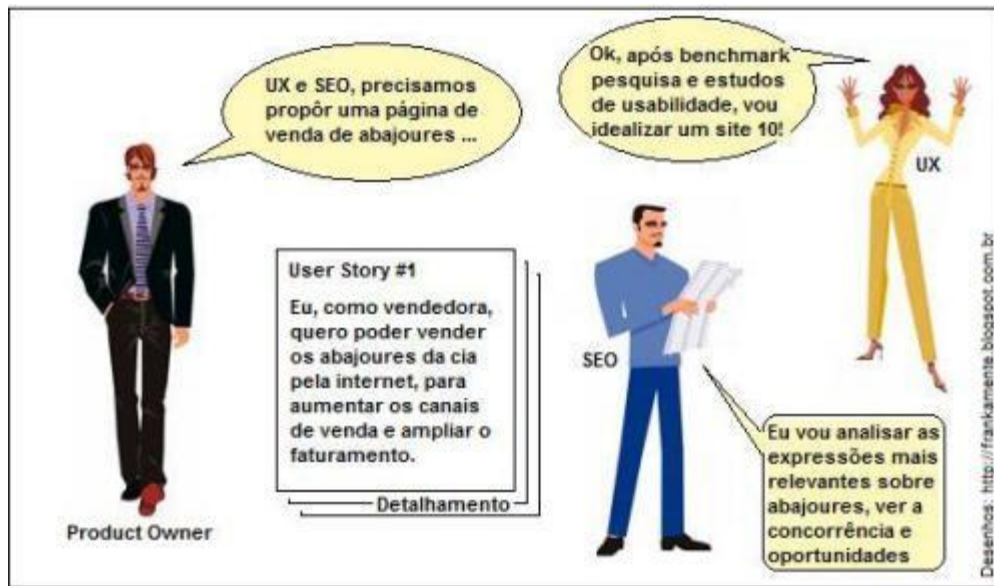 UX e SEO, precisamos
propôr uma página de
venda de abajoures ...
Ok, após benchmark
pesquisa e estudos
de usabilidade, vou
idealizar um site 10!
UX
User Story #1
Eu, como vendedora,
quero poder vender
os abajoures da cia
pela internet, para
aumentar os canais
de venda e ampliar o
faturamento.
Detalhamento
Product Owner
SEO
Eu vou analisar as
expressões mais
relevantes sobre
abajoures, ver a
concorrência e
oportunidades
Desenhos: http://frankamente.blogspot.com.br